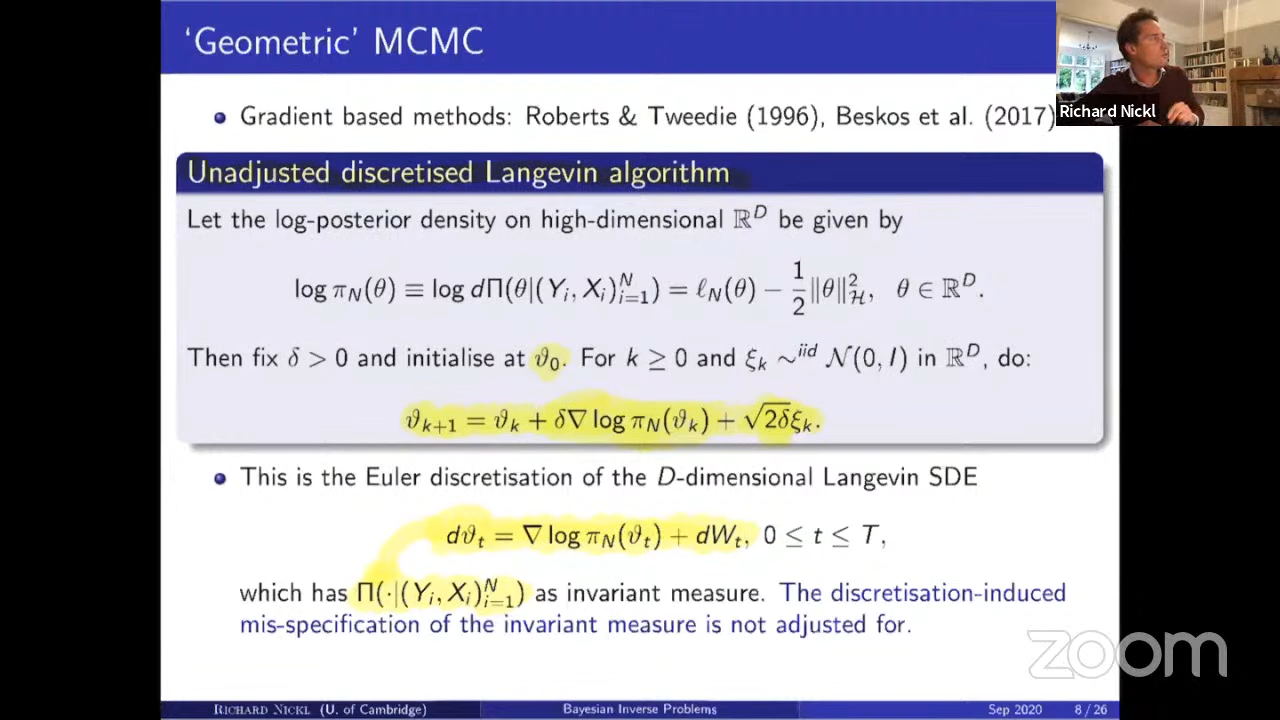 ‘Geometric’ MCMC
Richard Nickl
• Gradient based methods: Roberts & Tweedie (1996), Beskos et al. (2017)
Unadjusted discretised Langevin algorithm
Let the log-posterior density on high-dimensional ℝ^D be given by
log π_N(θ) ≡ log dΠ(θ|(Y_i, X_i)_{i=1}^N) = ℓ_N(θ) − 1/2 ‖θ‖²_ℋ, θ ∈ ℝ^D.
Then fix δ > 0 and initialise at ϑ_0. For k ≥ 0 and ξ_k ∼^{iid} 𝒩(0, I) in ℝ^D, do:
ϑ_{k+1} = ϑ_k + δ∇ log π_N(ϑ_k) + √2δξ_k.
• This is the Euler discretisation of the D-dimensional Langevin SDE
dϑ_t = ∇ log π_N(ϑ_t) + dW_t, 0 ≤ t ≤ T,
which has Π(·|(Y_i, X_i)_{i=1}^N) as invariant measure. The discretisation-induced
mis-specification of the invariant measure is not adjusted for.
zoom
Richard Nickl (U. of Cambridge) Bayesian Inverse Problems Sep 2020 8 / 26